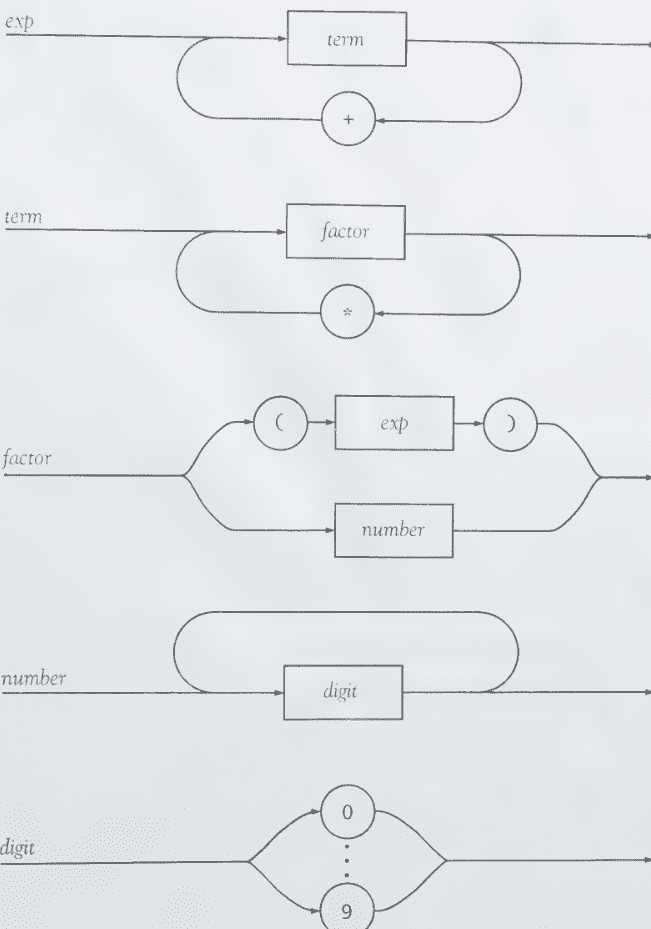 exp
term
+
term
factor
*
factor
( exp )
number
number
digit
digit
0
9